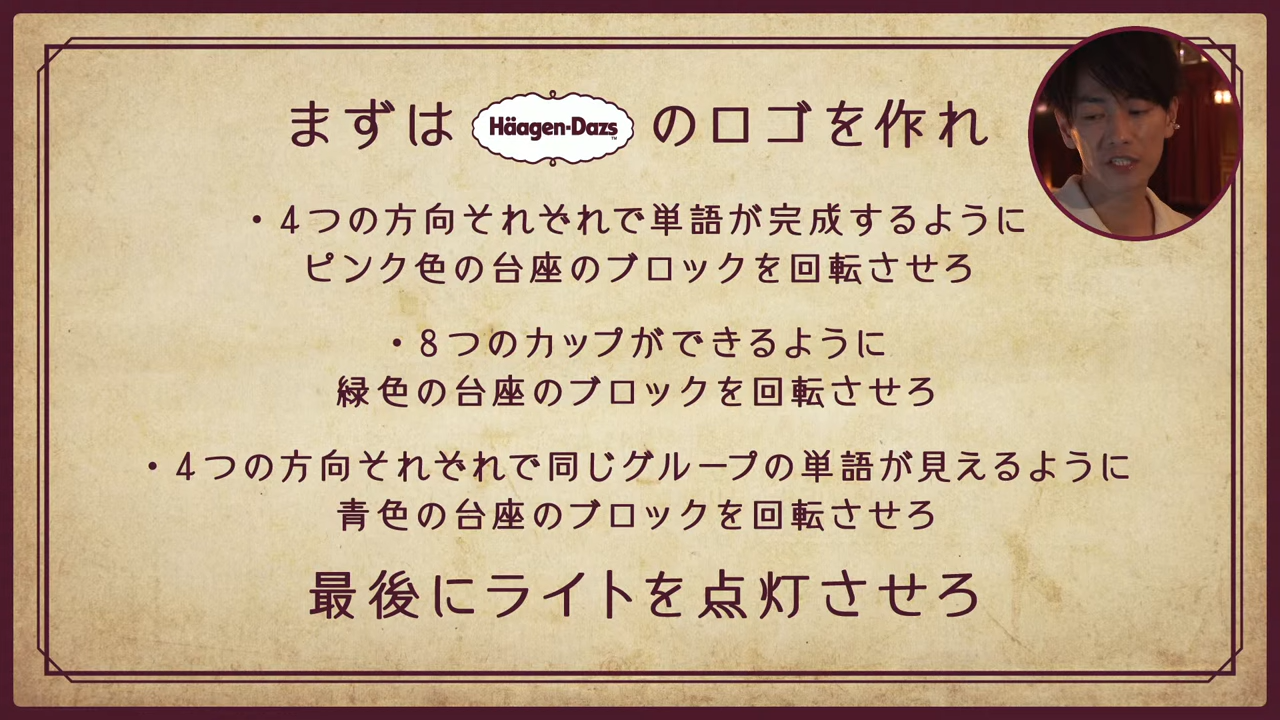 まずは Häagen-Dazs™ のロゴを作れ
・4つの方向それぞれで単語が完成するように
ピンク色の台座のブロックを回転させろ
・8つのカップができるように
緑色の台座のブロックを回転させろ
・4つの方向それぞれで同じグループの単語が見えるように
青色の台座のブロックを回転させろ
最後にライトを点灯させろ